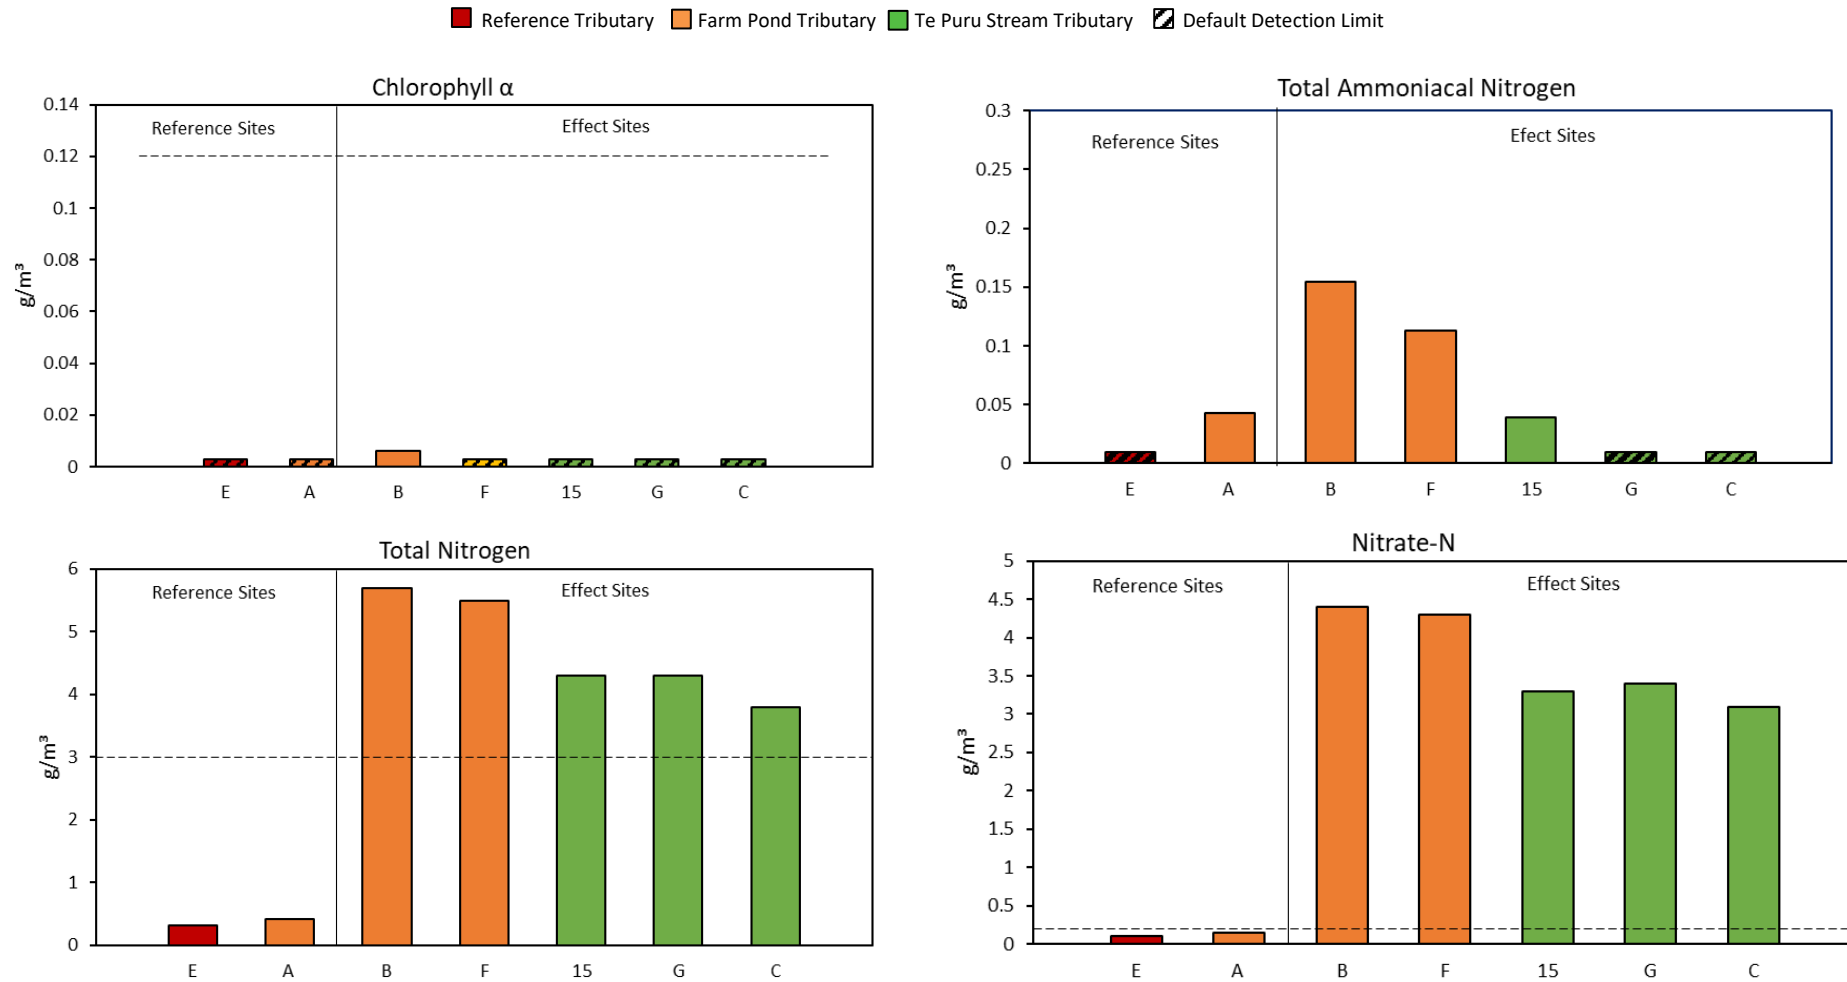 Reference Tributary Farm Pond Tributary Te Puru Stream Tributary Default Detection Limit
Chlorophyll α
0.14
0.12
0.1
0.08
0.06
0.04
0.02
0
g/m³
Reference Sites Effect Sites
E A B F 15 G C
Total Ammoniacal Nitrogen
0.3
0.25
0.2
0.15
0.1
0.05
0
g/m³
Reference Sites Efect Sites
E A B F 15 G C
Total Nitrogen
6
5
4
3
2
1
0
g/m³
Reference Sites Effect Sites
E A B F 15 G C
Nitrate-N
5
4.5
4
3.5
3
2.5
2
1.5
1
0.5
0
g/m³
Reference Sites Effect Sites
E A B F 15 G C